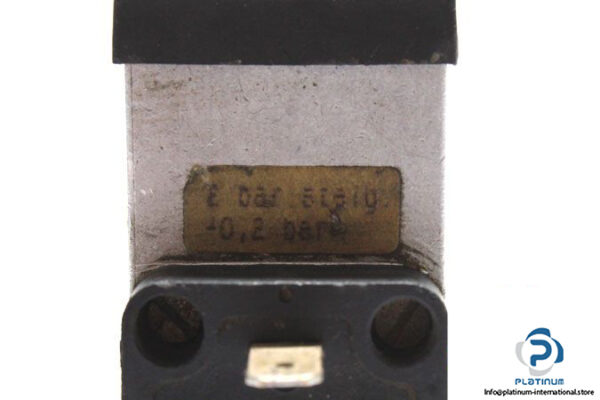 2 bar steig.
-0,2 bar
PLATINUM
info@platinum-international.store